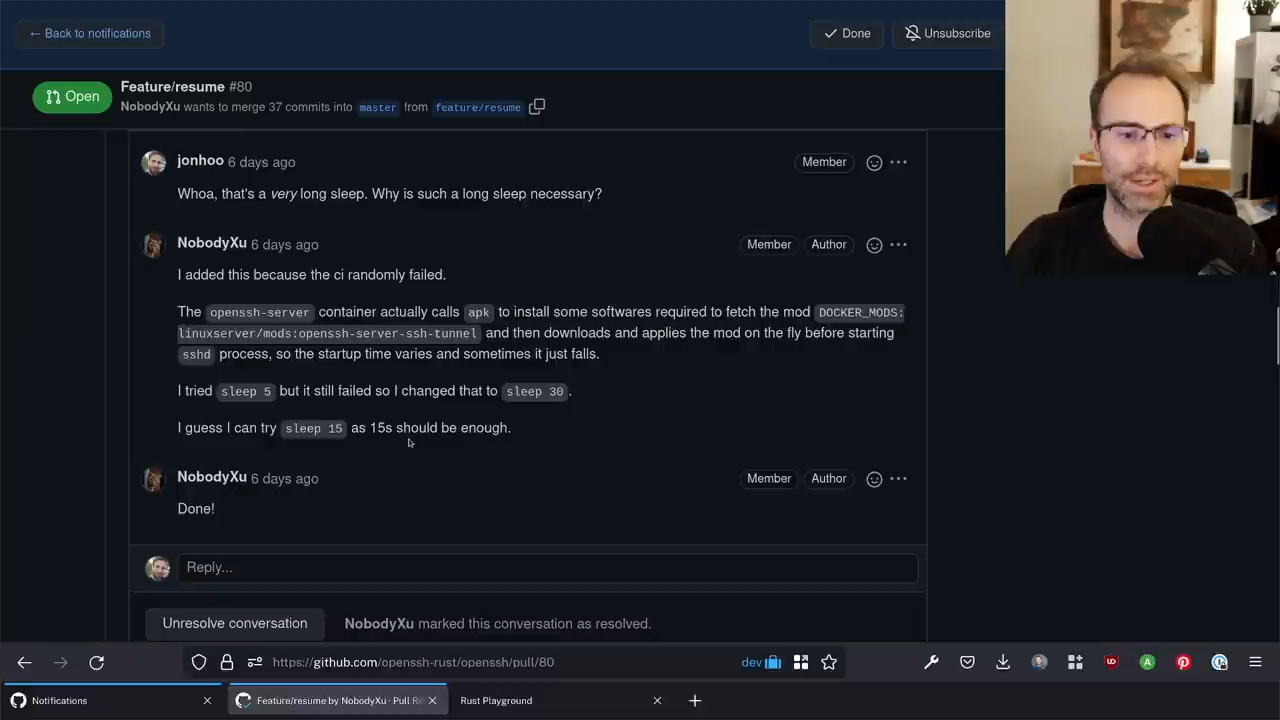 ← Back to notifications
Done
Unsubscribe
Open
Feature/resume #80
NobodyXu wants to merge 37 commits into master from feature/resume
jonhoo 6 days ago
Member
Whoa, that's a very long sleep. Why is such a long sleep necessary?
NobodyXu 6 days ago
Member
Author
I added this because the ci randomly failed.
The openssh-server container actually calls apk to install some softwares required to fetch the mod DOCKER_MODS:
linuxserver/mods:openssh-server-ssh-tunnel and then downloads and applies the mod on the fly before starting
sshd process, so the startup time varies and sometimes it just falls.
I tried sleep 5 but it still failed so I changed that to sleep 30.
I guess I can try sleep 15 as 15s should be enough.
NobodyXu 6 days ago
Member
Author
Done!
Reply...
Unresolve conversation
NobodyXu marked this conversation as resolved.
https://github.com/openssh-rust/openssh/pull/80
dev
Notifications
Feature/resume by NobodyXu · Pull Re
Rust Playground